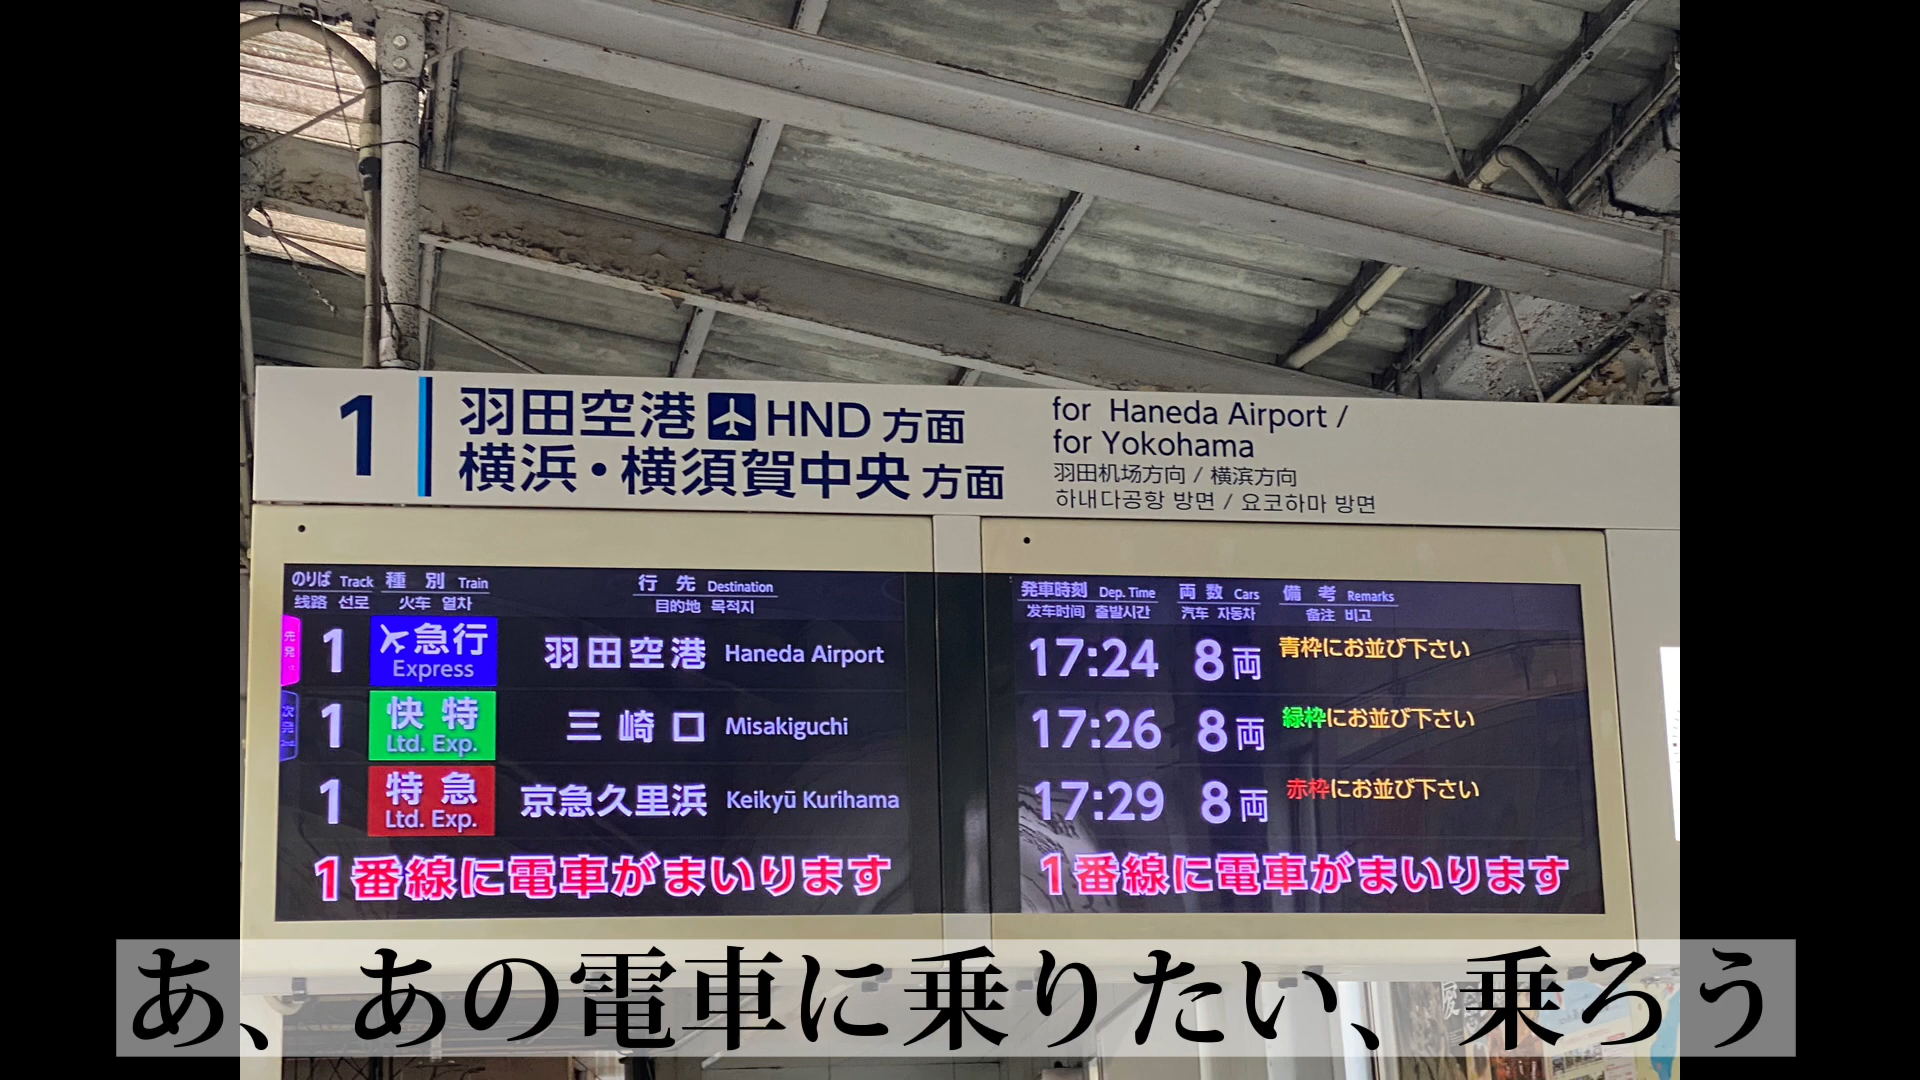 1 羽田空港 HND 方面
横浜・横須賀中央 方面
for Haneda Airport /
for Yokohama
羽田机场方向 / 横滨方向
하내다공항 방면 / 요코하마 방면
のりば Track 種別 Train 行先 Destination 発車時刻 Dep. Time 両数 Cars 備考 Remarks
线路 선로 火车 열차 目的地 목적지 发车时间 출발시간 汽车 자동차 备注 비고
先発 1 急行 Express 羽田空港 Haneda Airport 17:24 8両 青枠にお並び下さい
次発 1 快特 Ltd. Exp. 三崎口 Misakiguchi 17:26 8両 緑枠にお並び下さい
1 特急 Ltd. Exp. 京急久里浜 Keikyū Kurihama 17:29 8両 赤枠にお並び下さい
1番線に電車がまいります 1番線に電車がまいります
あ、あの電車に乗りたい、乗ろう